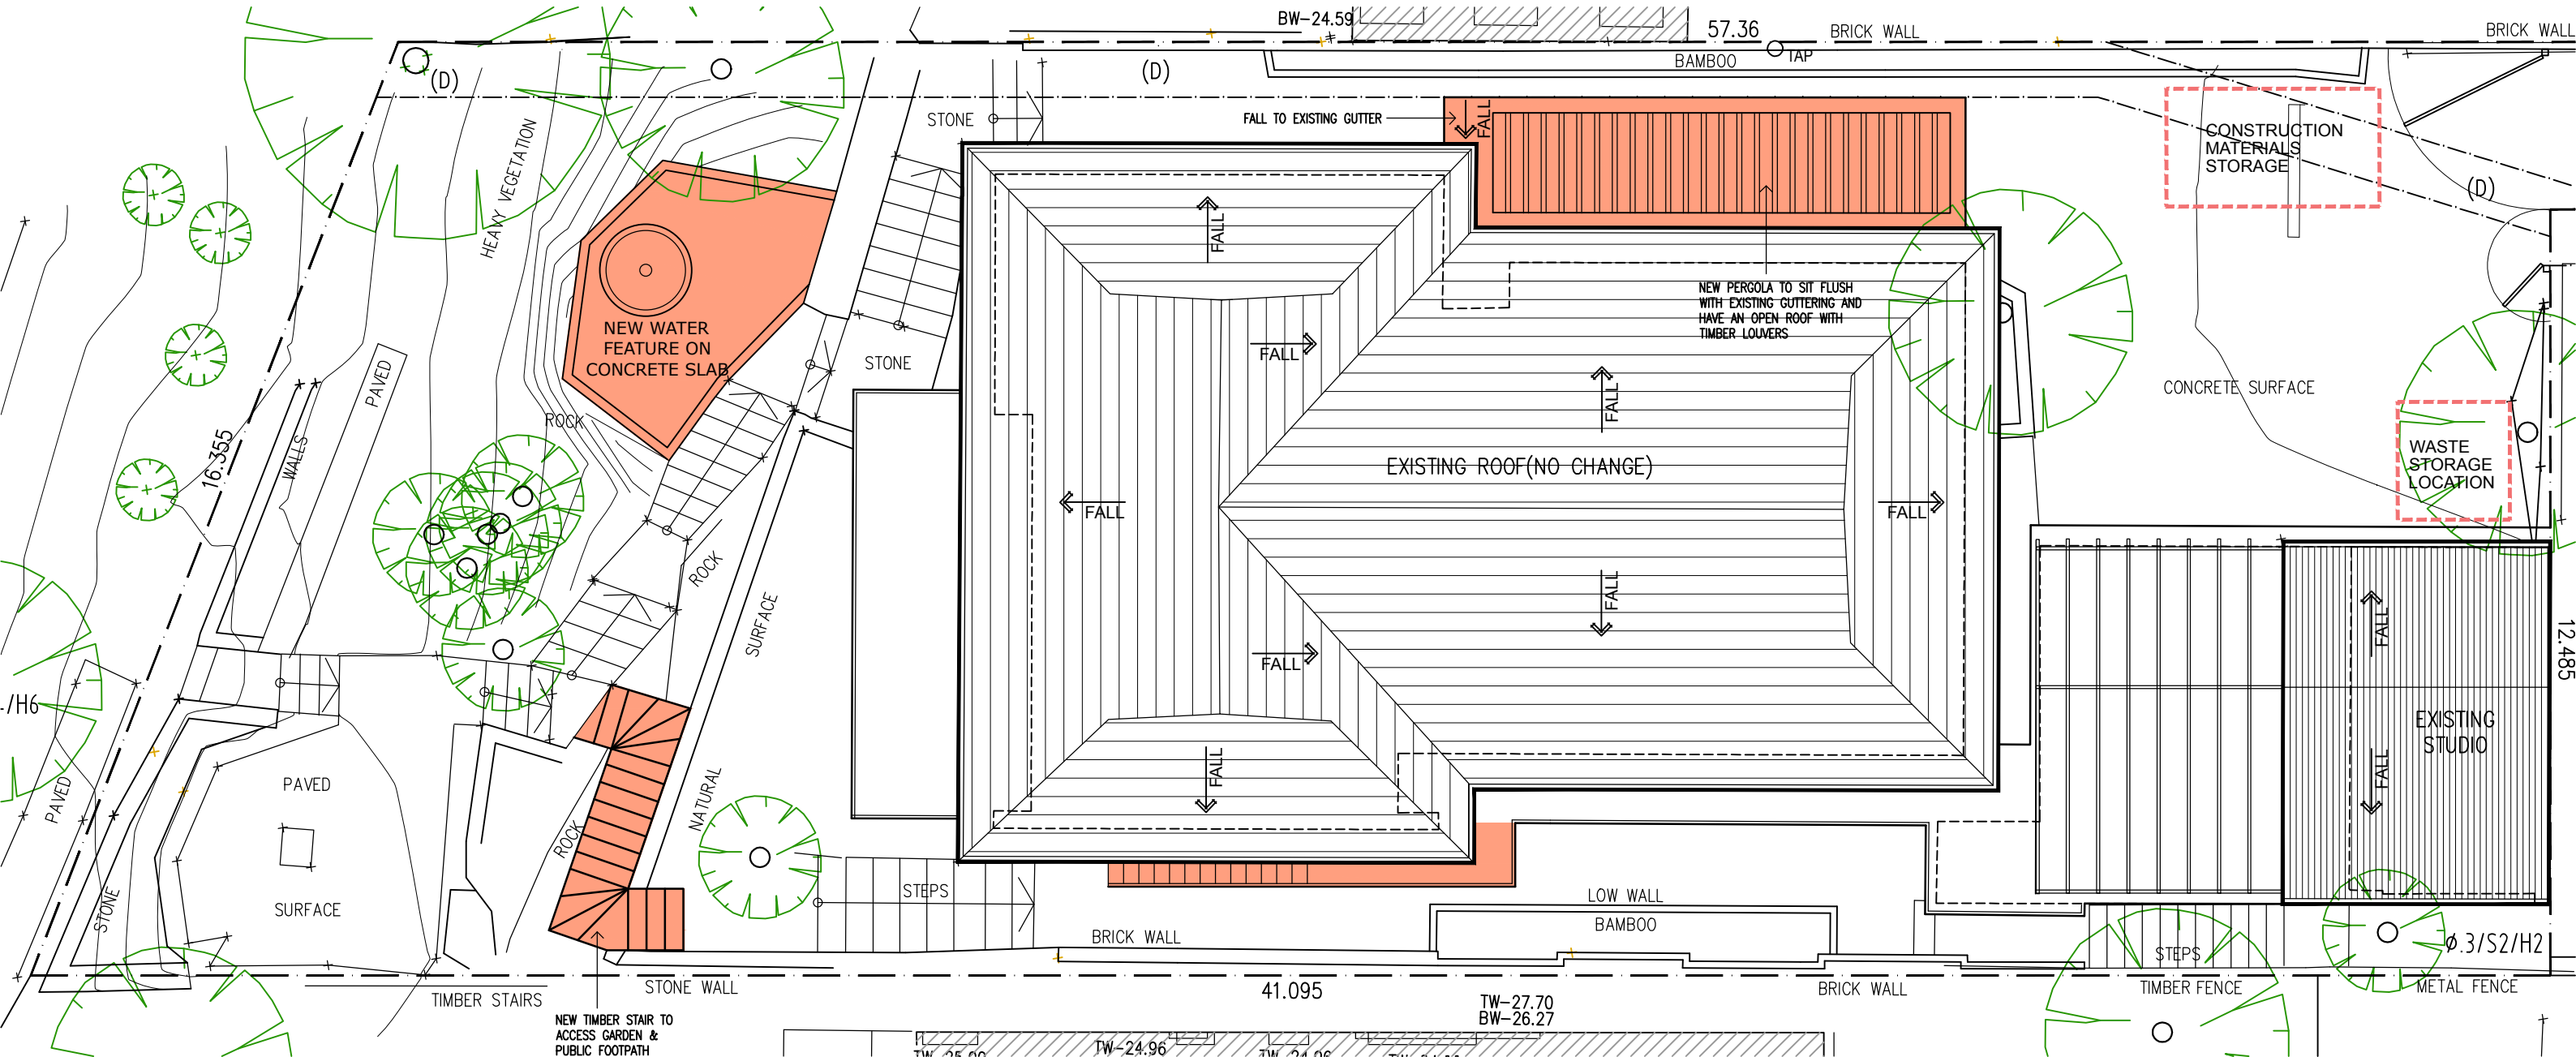 BW-24.59
57.36
BRICK WALL
BRICK WALL
BAMBOO
TAP
(D)
(D)
(D)
STONE
FALL TO EXISTING GUTTER
FALL
CONSTRUCTION
MATERIALS
STORAGE
HEAVY VEGETATION
FALL
NEW PERGOLA TO SIT FLUSH
WITH EXISTING GUTTERING AND
HAVE AN OPEN ROOF WITH
TIMBER LOUVERS
NEW WATER
FEATURE ON
CONCRETE SLAB
STONE
FALL
FALL
PAVED
CONCRETE SURFACE
ROCK
16.355
WALLS
EXISTING ROOF(NO CHANGE)
WASTE
STORAGE
LOCATION
FALL
FALL
ROCK
SURFACE
FALL
FALL
FALL
12.485
-/H6
EXISTING
STUDIO
PAVED
PAVED
NATURAL
FALL
FALL
ROCK
STONE
SURFACE
STEPS
LOW WALL
BAMBOO
BRICK WALL
STEPS
ø.3/S2/H2
TIMBER STAIRS
STONE WALL
41.095
BRICK WALL
TIMBER FENCE
METAL FENCE
TW-27.70
BW-26.27
NEW TIMBER STAIR TO
ACCESS GARDEN &
PUBLIC FOOTPATH
TW-24.96